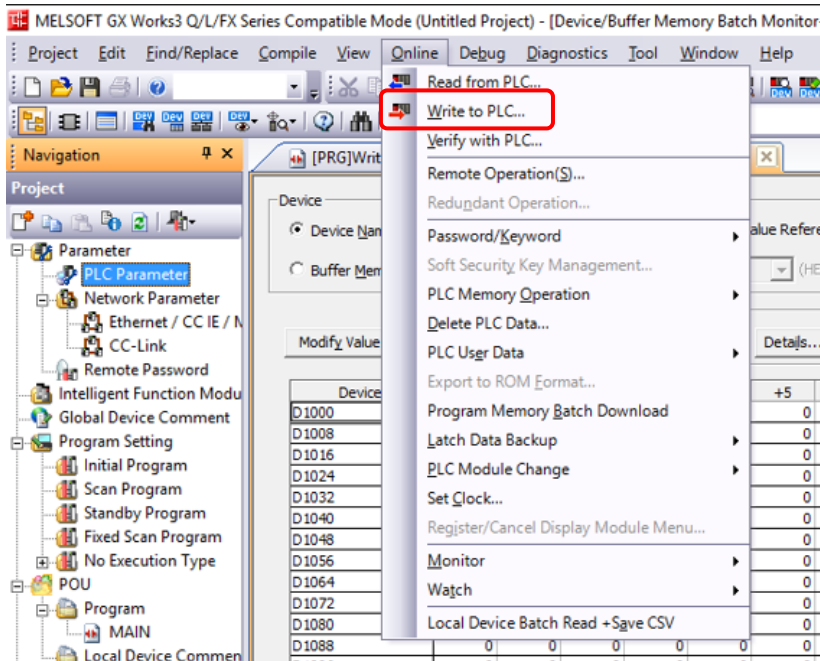 MELSOFT GX Works3 Q/L/FX Series Compatible Mode (Untitled Project) - [Device/Buffer Memory Batch Monitor-
Project Edit Find/Replace Compile View Online Debug Diagnostics Tool Window Help
Navigation
[PRG]Writ
Project
Parameter
PLC Parameter
Network Parameter
Ethernet / CC IE / N
CC-Link
Remote Password
Intelligent Function Modu
Global Device Comment
Program Setting
Initial Program
Scan Program
Standby Program
Fixed Scan Program
No Execution Type
POU
Program
MAIN
Local Device Commen
Read from PLC...
Write to PLC...
Verify with PLC...
Remote Operation(S)...
Redundant Operation...
Password/Keyword
Soft Security Key Management...
PLC Memory Operation
Delete PLC Data...
PLC User Data
Export to ROM Format...
Program Memory Batch Download
Latch Data Backup
PLC Module Change
Set Clock...
Register/Cancel Display Module Menu...
Monitor
Watch
Local Device Batch Read +Save CSV
Device
Device Nam
alue Refere
Buffer Mem
(HE
Modify Value
Details...
Device +5
D1000 0
D1008 0
D1016 0
D1024 0
D1032 0
D1040 0
D1048 0
D1056 0
D1064 0
D1072 0
D1080 0
D1088 0 0 0 0 0 0